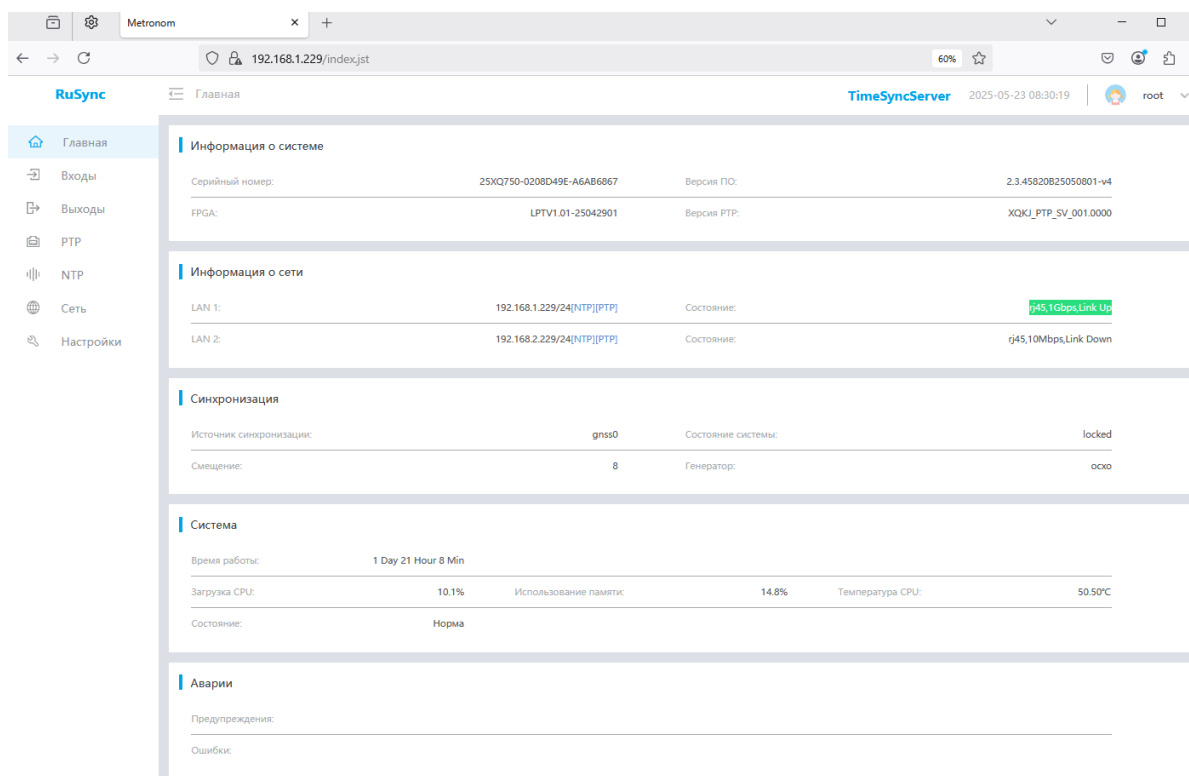 Metronom
192.168.1.229/index.jst 60%
RuSync Главная TimeSyncServer 2025-05-23 08:30:19 root
Главная
Входы
Выходы
PTP
NTP
Сеть
Настройки
Информация о системе
Серийный номер: 25XQ750-0208D49E-A6AB6867 Версия ПО: 2.3.45820B25050801-v4
FPGA: LPTV1.01-25042901 Версия PTP: XQKJ_PTP_SV_001.0000
Информация о сети
LAN 1: 192.168.1.229/24[NTP][PTP] Состояние: rj45,1Gbps,Link Up
LAN 2: 192.168.2.229/24[NTP][PTP] Состояние: rj45,10Mbps,Link Down
Синхронизация
Источник синхронизации: gnss0 Состояние системы: locked
Смещение: 8 Генератор: ocxo
Система
Время работы: 1 Day 21 Hour 8 Min
Загрузка CPU: 10.1% Использование памяти: 14.8% Температура CPU: 50.50°C
Состояние: Норма
Аварии
Предупреждения:
Ошибки: